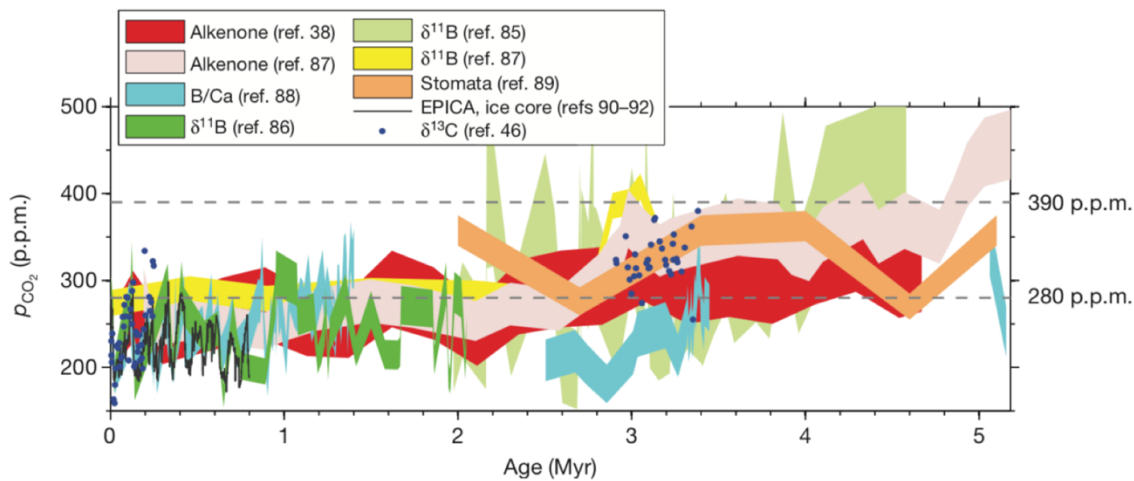 Alkenone (ref. 38)
Alkenone (ref. 87)
B/Ca (ref. 88)
δ¹¹B (ref. 86)
δ¹¹B (ref. 85)
δ¹¹B (ref. 87)
Stomata (ref. 89)
EPICA, ice core (refs 90–92)
δ¹³C (ref. 46)
500
400
300
200
pCO₂ (p.p.m.)
390 p.p.m.
280 p.p.m.
0 1 2 3 4 5
Age (Myr)